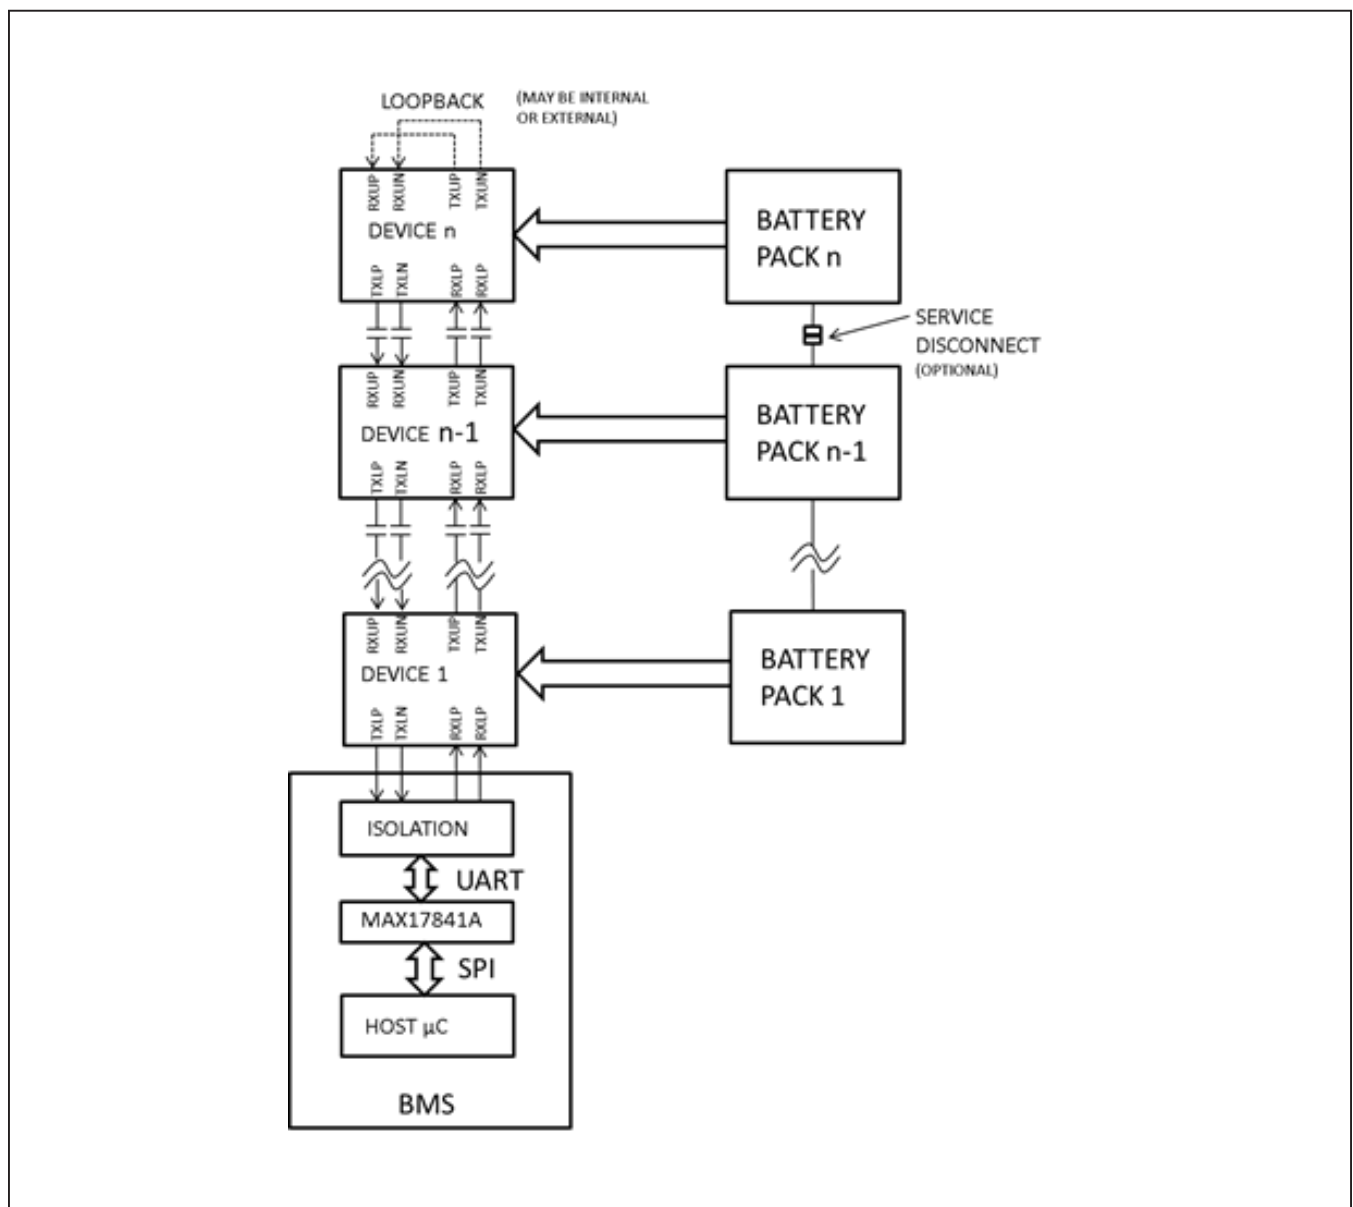 LOOPBACK
(MAY BE INTERNAL
OR EXTERNAL)
RXUP
RXUN
TXUP
TXUN
DEVICE n
TXLP
TXLN
RXLP
RXLP
BATTERY
PACK n
SERVICE
DISCONNECT
(OPTIONAL)
RXUP
RXUN
TXUP
TXUN
DEVICE n-1
TXLP
TXLN
RXLP
RXLP
BATTERY
PACK n-1
RXUP
RXUN
TXUP
TXUN
DEVICE 1
TXLP
TXLN
RXLP
RXLP
BATTERY
PACK 1
ISOLATION
UART
MAX17841A
SPI
HOST µC
BMS